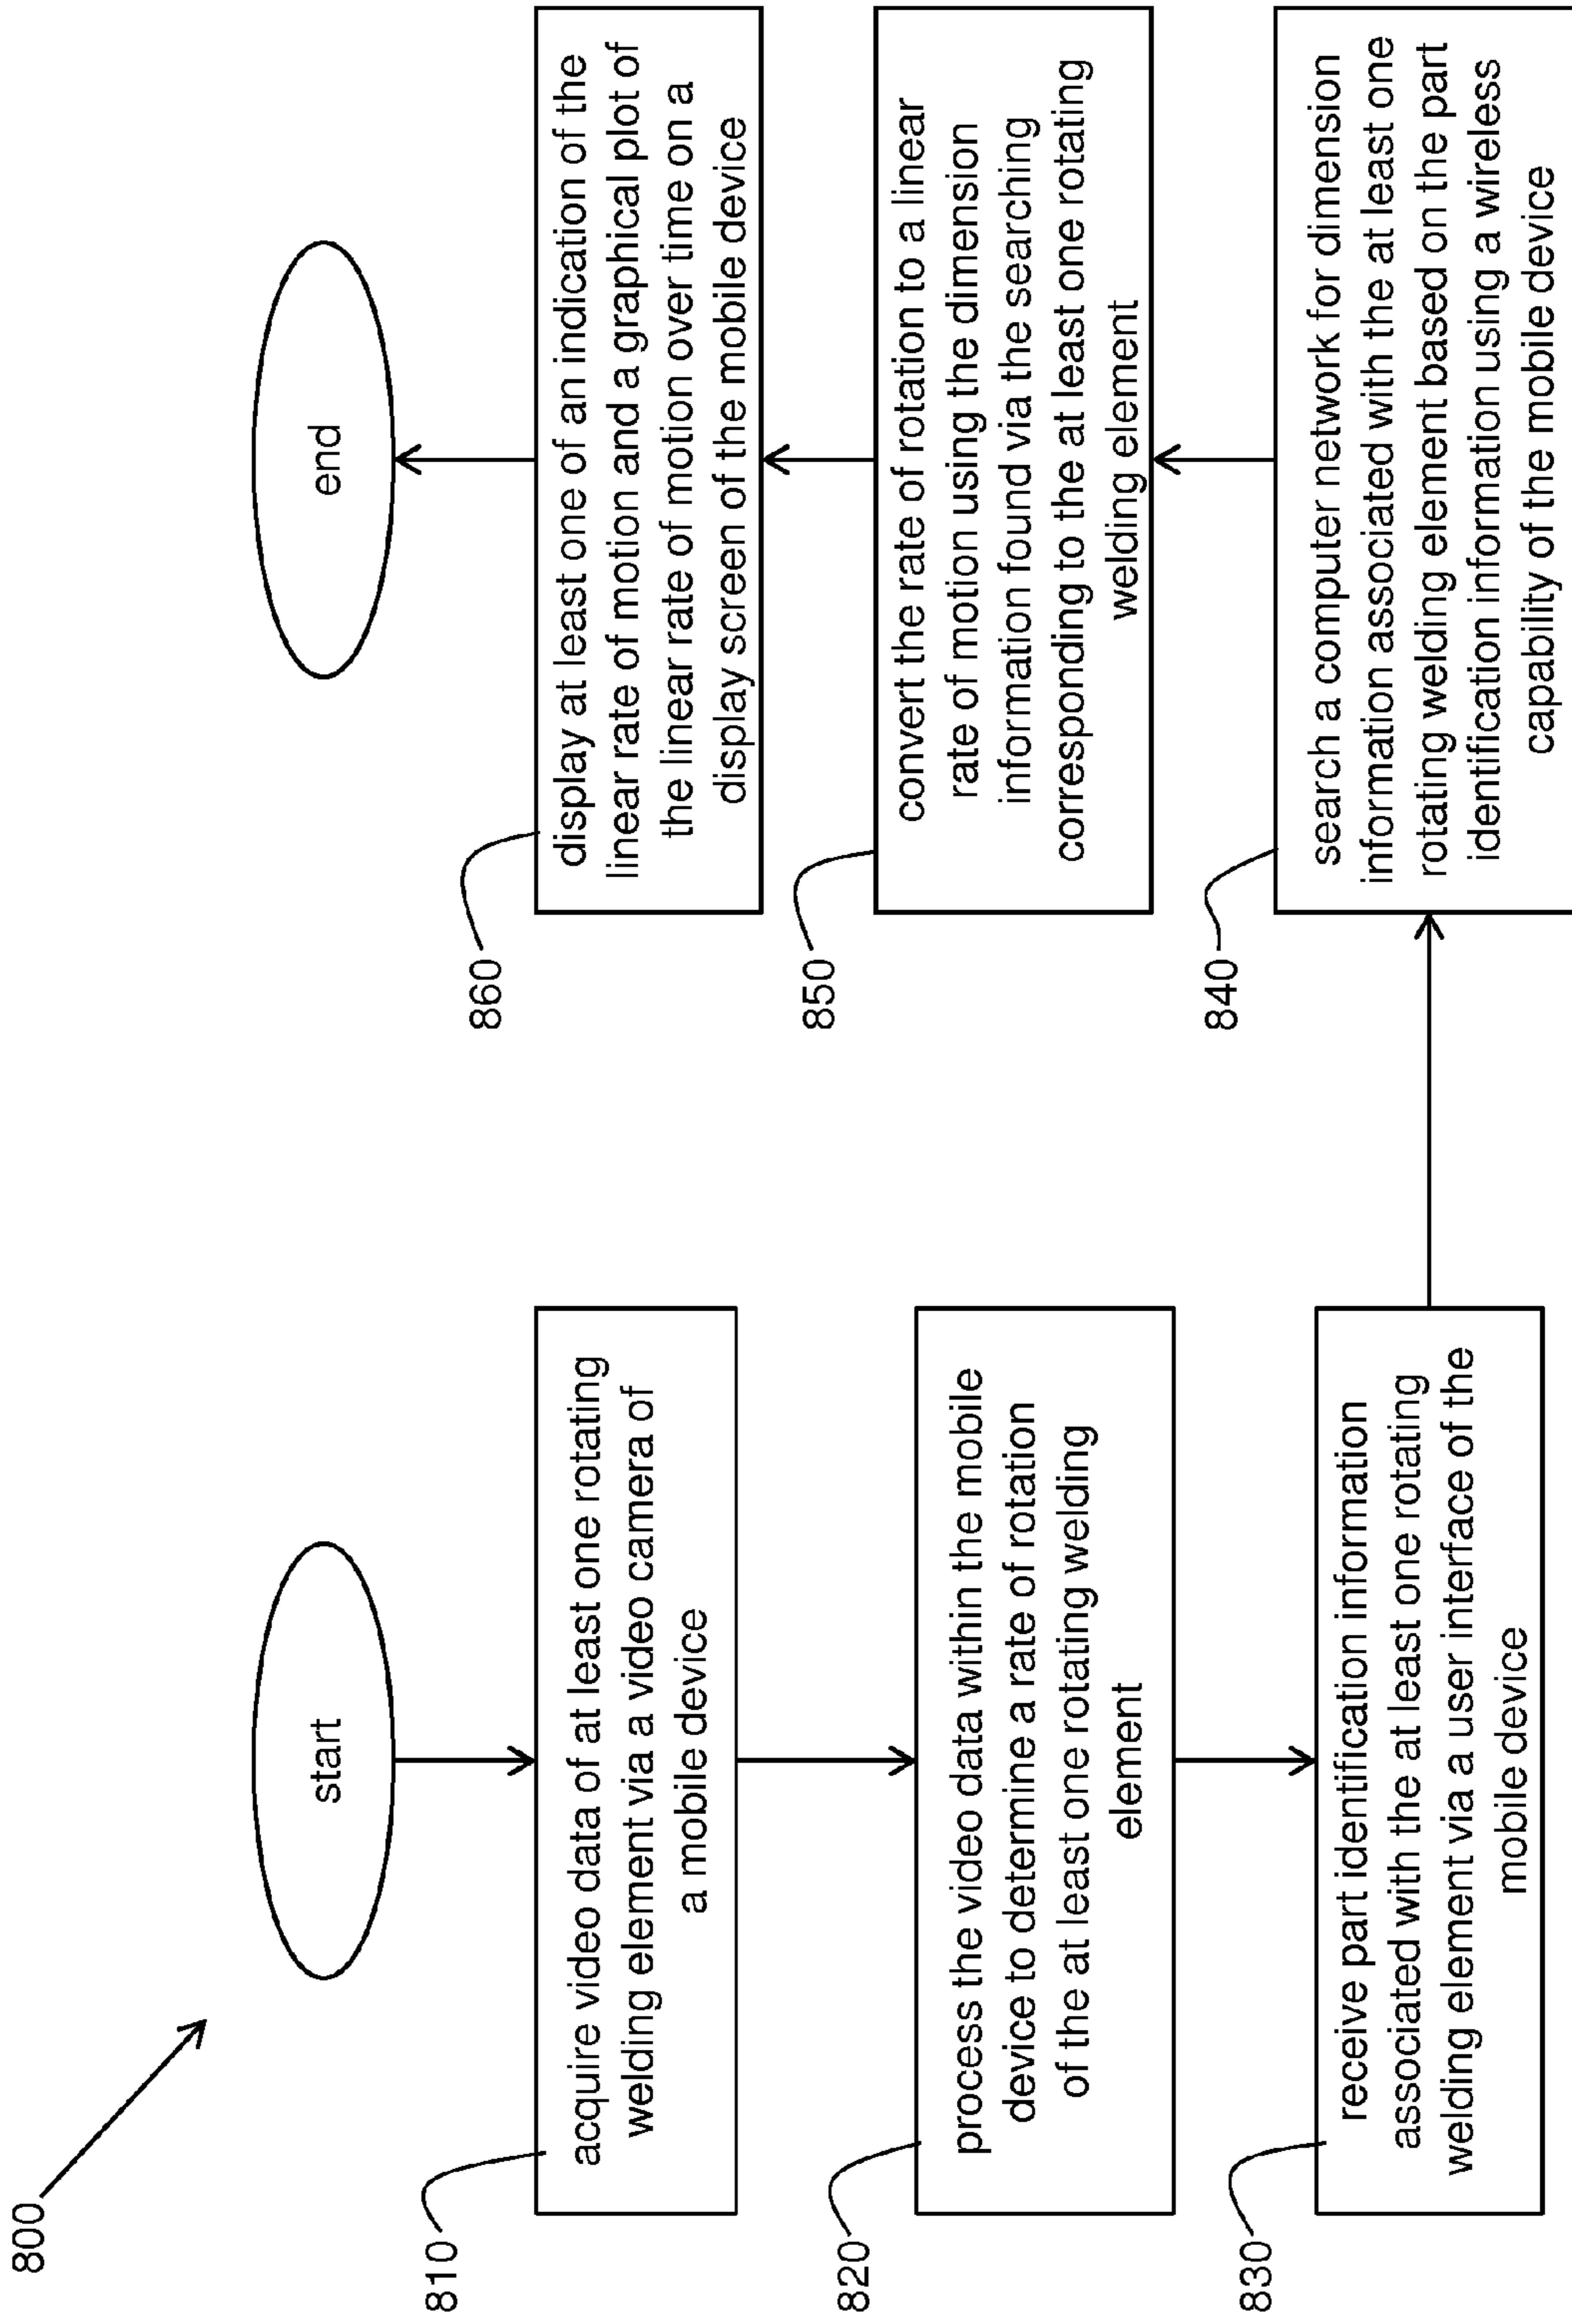 800
start
810
acquire video data of at least one rotating
welding element via a video camera of
a mobile device
820
process the video data within the mobile
device to determine a rate of rotation
of the at least one rotating welding
element
830
receive part identification information
associated with the at least one rotating
welding element via a user interface of the
mobile device
840
search a computer network for dimension
information associated with the at least one
rotating welding element based on the part
identification information using a wireless
capability of the mobile device
850
convert the rate of rotation to a linear
rate of motion using the dimension
information found via the searching
corresponding to the at least one rotating
welding element
860
display at least one of an indication of the
linear rate of motion and a graphical plot of
the linear rate of motion over time on a
display screen of the mobile device
end